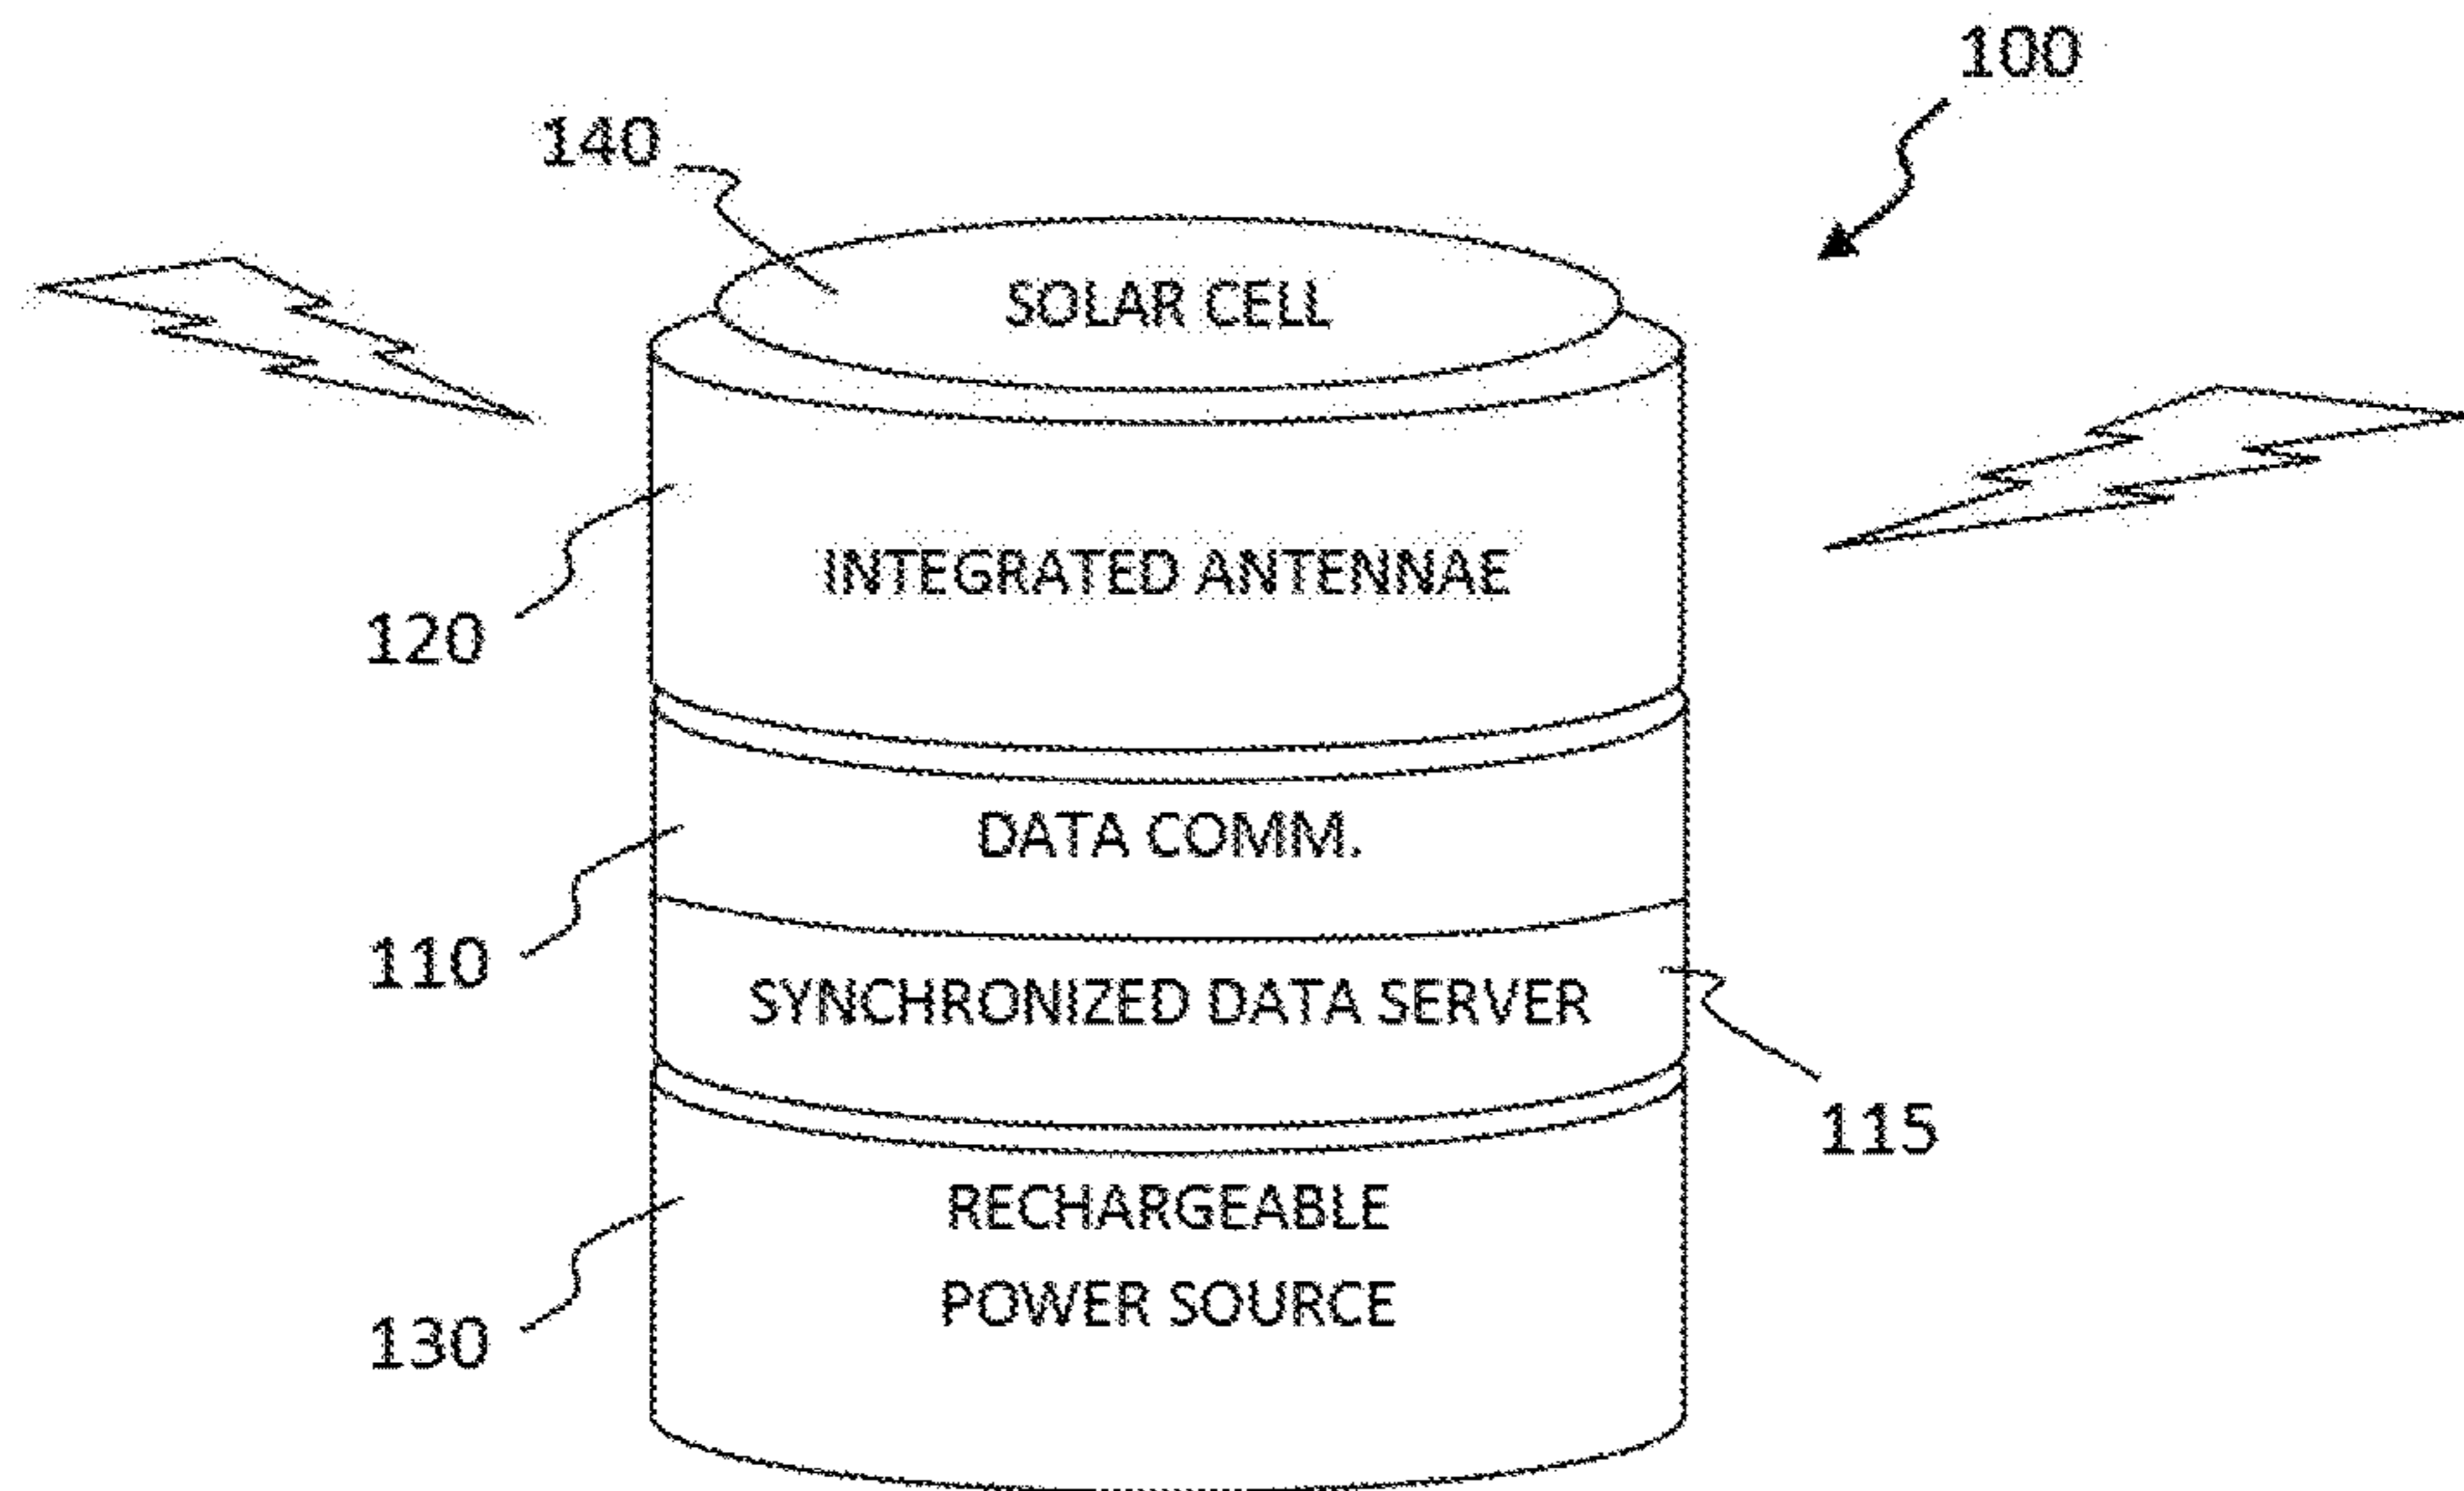 100
140
SOLAR CELL
INTEGRATED ANTENNAE
120
DATA COMM.
110
SYNCHRONIZED DATA SERVER
115
RECHARGEABLE
POWER SOURCE
130